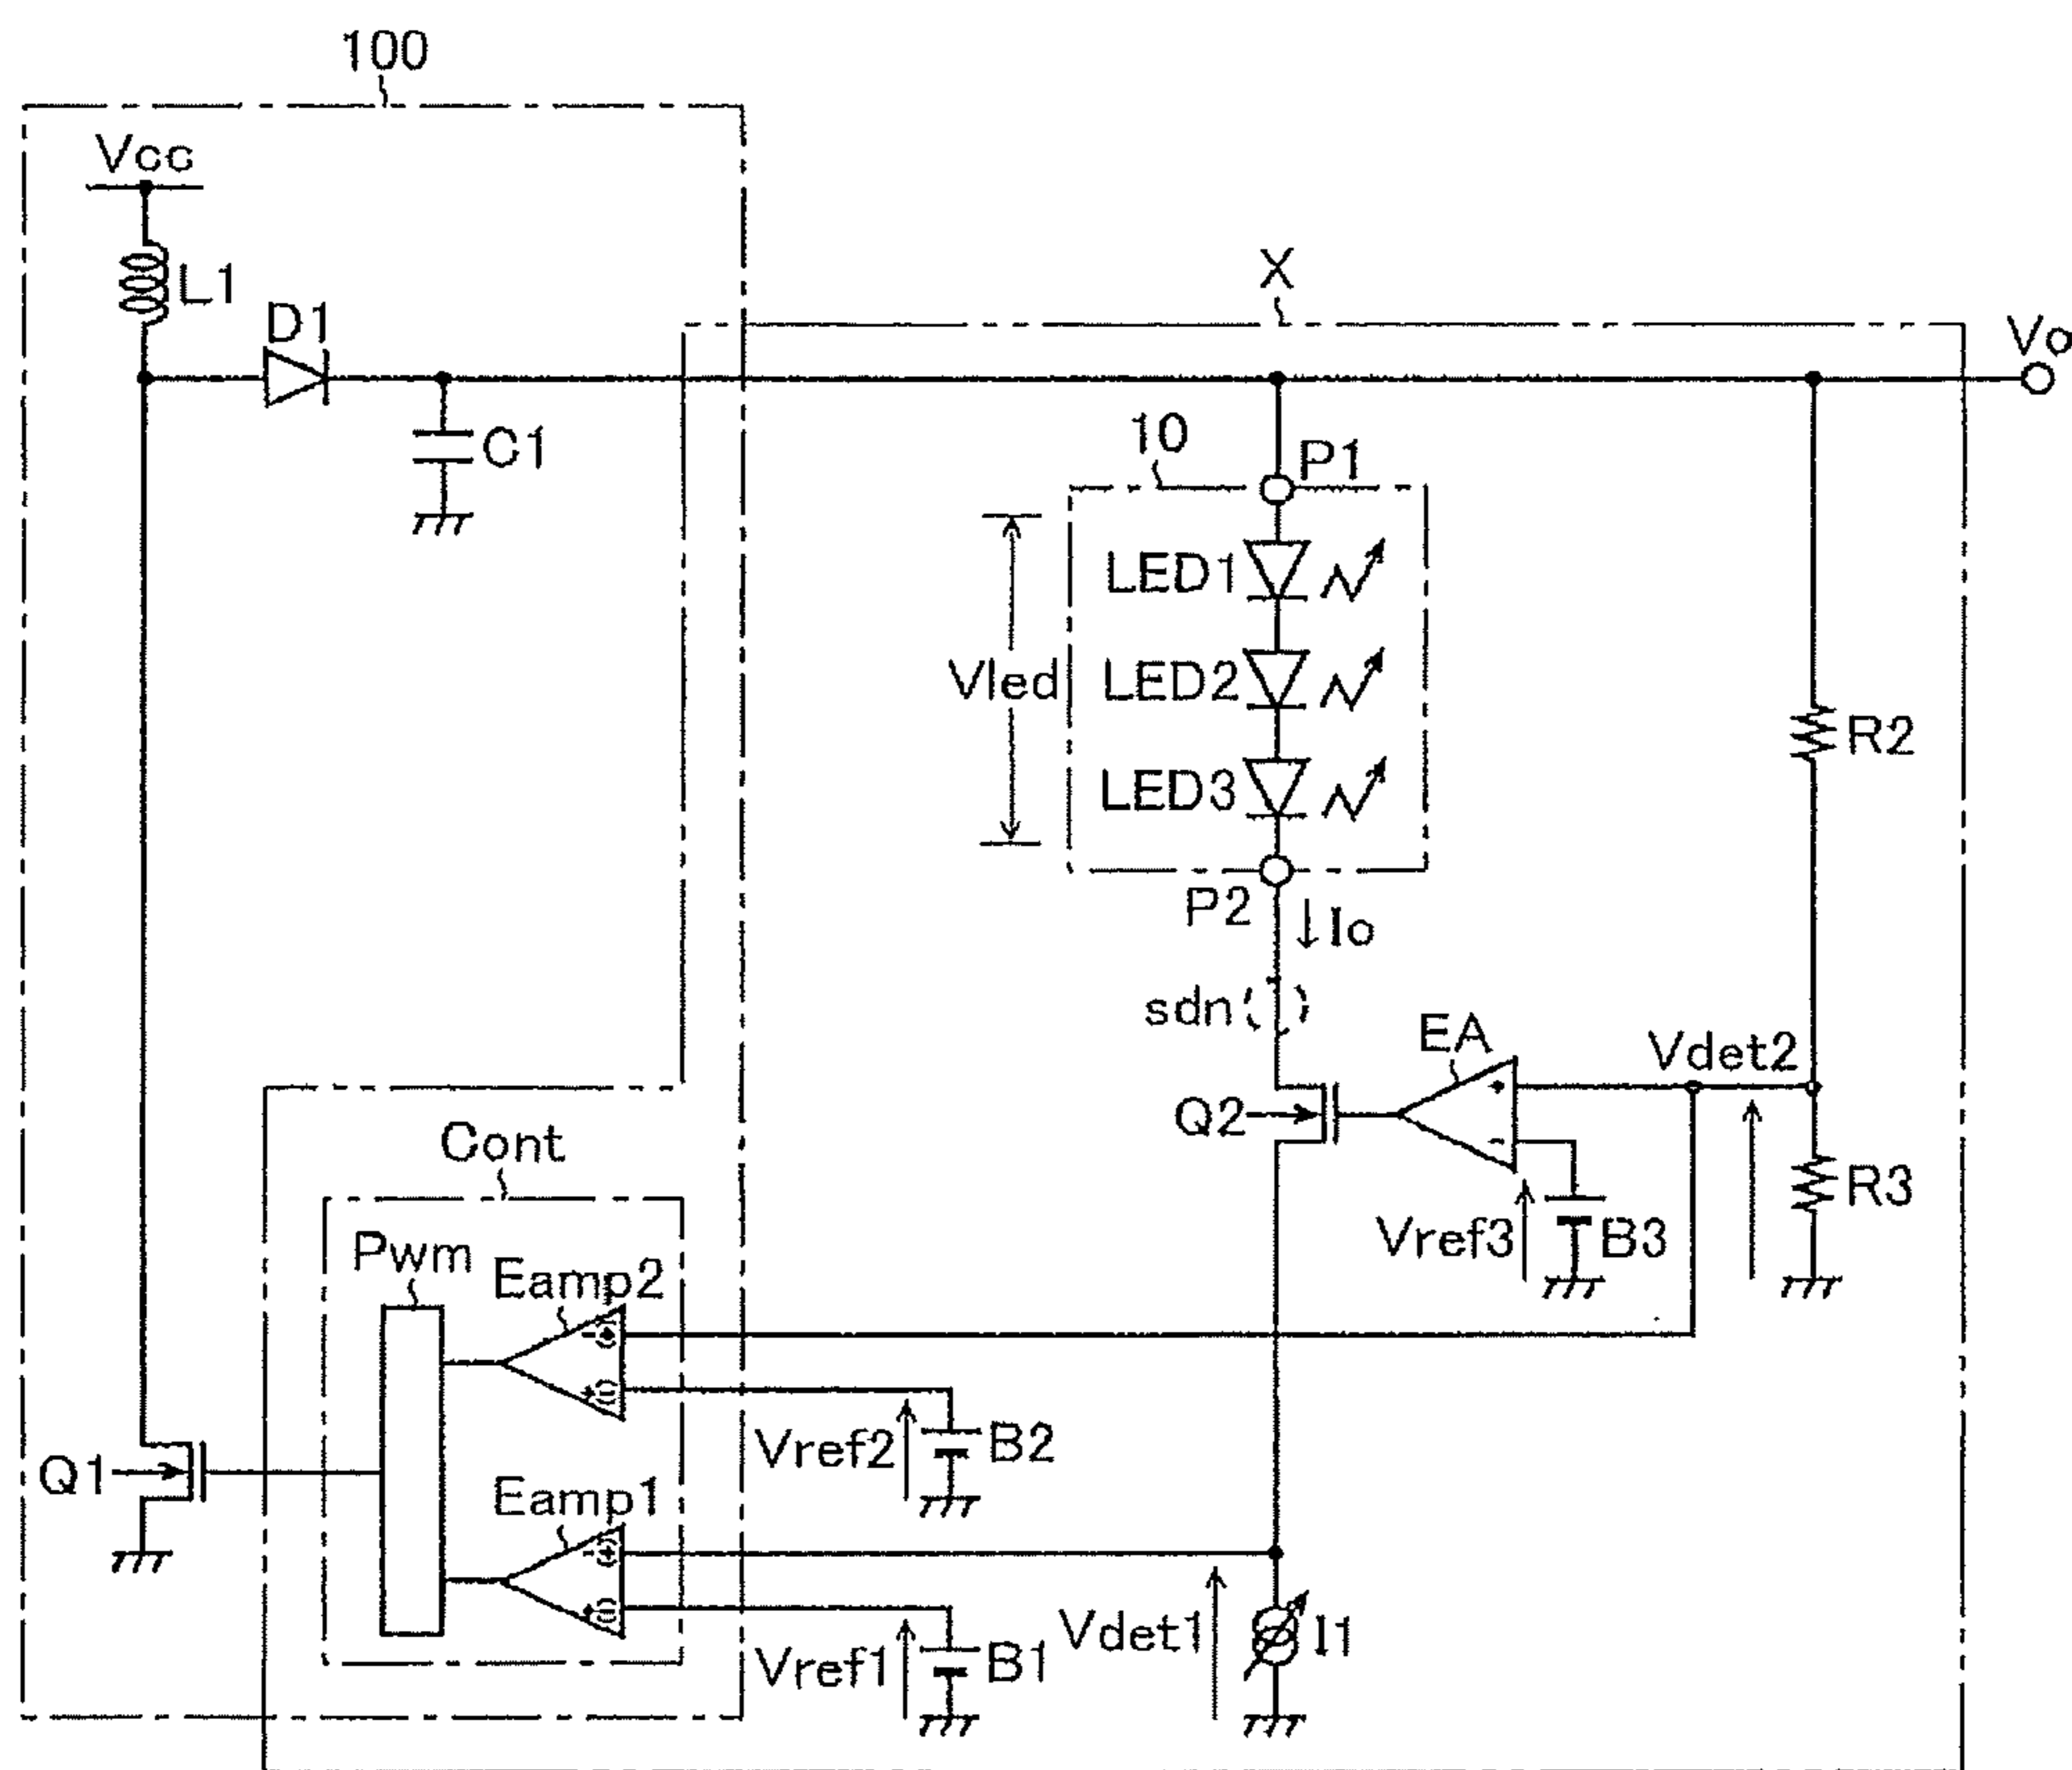 100
Vcc
L1
D1
X
Vo
C1
10
P1
LED1
Vled
LED2
R2
LED3
P2
Io
sdn
EA
Vdet2
Q2
+
-
Cont
R3
Vref3
B3
Pwm
Eamp2
Vref2
B2
Q1
Eamp1
Vdet1
I1
Vref1
B1